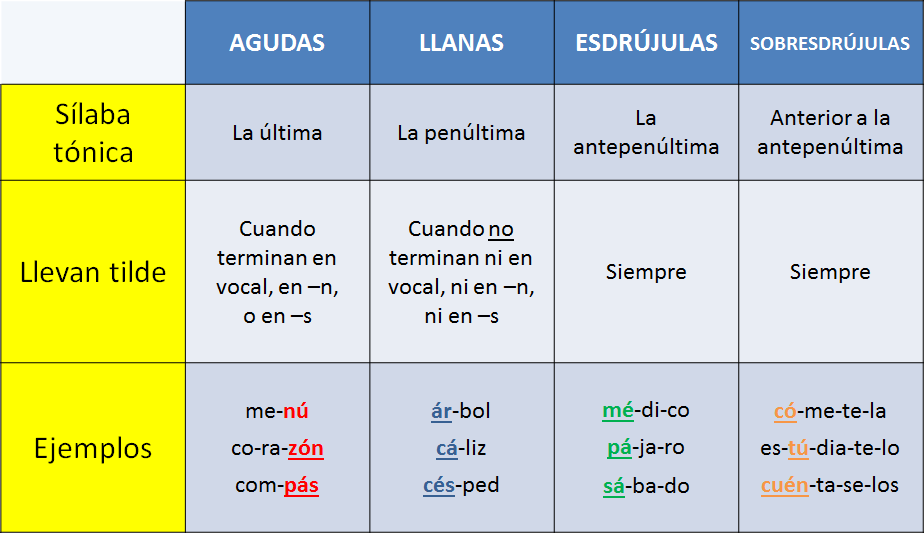 AGUDAS LLANAS ESDRÚJULAS SOBRESDRÚJULAS
Sílaba
tónica
La última
La penúltima
La
antepenúltima
Anterior a la
antepenúltima
Llevan tilde
Cuando
terminan en
vocal, en –n,
o en –s
Cuando no
terminan ni en
vocal, ni en –n,
ni en –s
Siempre
Siempre
Ejemplos
me-nú
co-ra-zón
com-pás
ár-bol
cá-liz
cés-ped
mé-di-co
pá-ja-ro
sá-ba-do
có-me-te-la
es-tú-dia-te-lo
cuén-ta-se-los